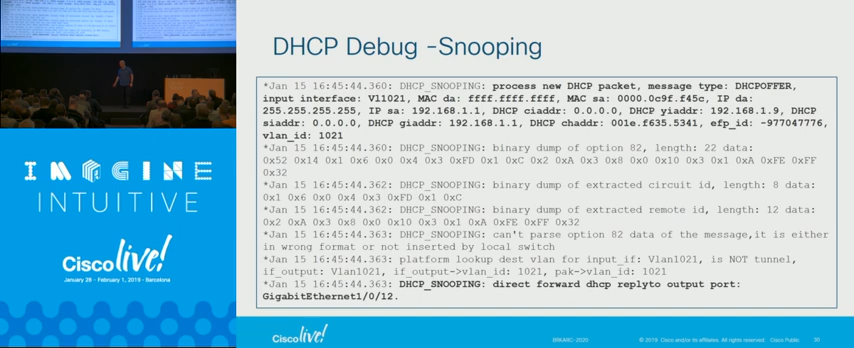 DHCP Debug -Snooping
*Jan 15 16:45:44.360: DHCP_SNOOPING: process new DHCP packet, message type: DHCPOFFER,
input interface: Vl1021, MAC da: ffff.ffff.ffff, MAC sa: 0000.0c9f.f45c, IP da:
255.255.255.255, IP sa: 192.168.1.1, DHCP ciaddr: 0.0.0.0, DHCP yiaddr: 192.168.1.9, DHCP
siaddr: 0.0.0.0, DHCP giaddr: 192.168.1.1, DHCP chaddr: 001e.f635.5341, efp_id: -977047776,
vlan_id: 1021
*Jan 15 16:45:44.360: DHCP_SNOOPING: binary dump of option 82, length: 22 data:
0x52 0x14 0x1 0x6 0x0 0x4 0x3 0xFD 0x1 0xC 0x2 0xA 0x3 0x8 0x0 0x10 0x3 0x1 0xA 0xFE 0xFF
0x32
*Jan 15 16:45:44.362: DHCP_SNOOPING: binary dump of extracted circuit id, length: 8 data:
0x1 0x6 0x0 0x4 0x3 0xFD 0x1 0xC
*Jan 15 16:45:44.362: DHCP_SNOOPING: binary dump of extracted remote id, length: 12 data:
0x2 0xA 0x3 0x8 0x0 0x10 0x3 0x1 0xA 0xFE 0xFF 0x32
*Jan 15 16:45:44.363: DHCP_SNOOPING: can't parse option 82 data of the message,it is either
in wrong format or not inserted by local switch
*Jan 15 16:45:44.363: platform lookup dest vlan for input_if: Vlan1021, is NOT tunnel,
if_output: Vlan1021, if_output->vlan_id: 1021, pak->vlan_id: 1021
*Jan 15 16:45:44.363: DHCP_SNOOPING: direct forward dhcp replyto output port:
GigabitEthernet1/0/12.
IMAGINE
INTUITIVE
Cisco live!
January 28 - February 1, 2019 · Barcelona
Cisco live!
BRKARC-2020
© 2019 Cisco and/or its affiliates. All rights reserved. Cisco Public
30